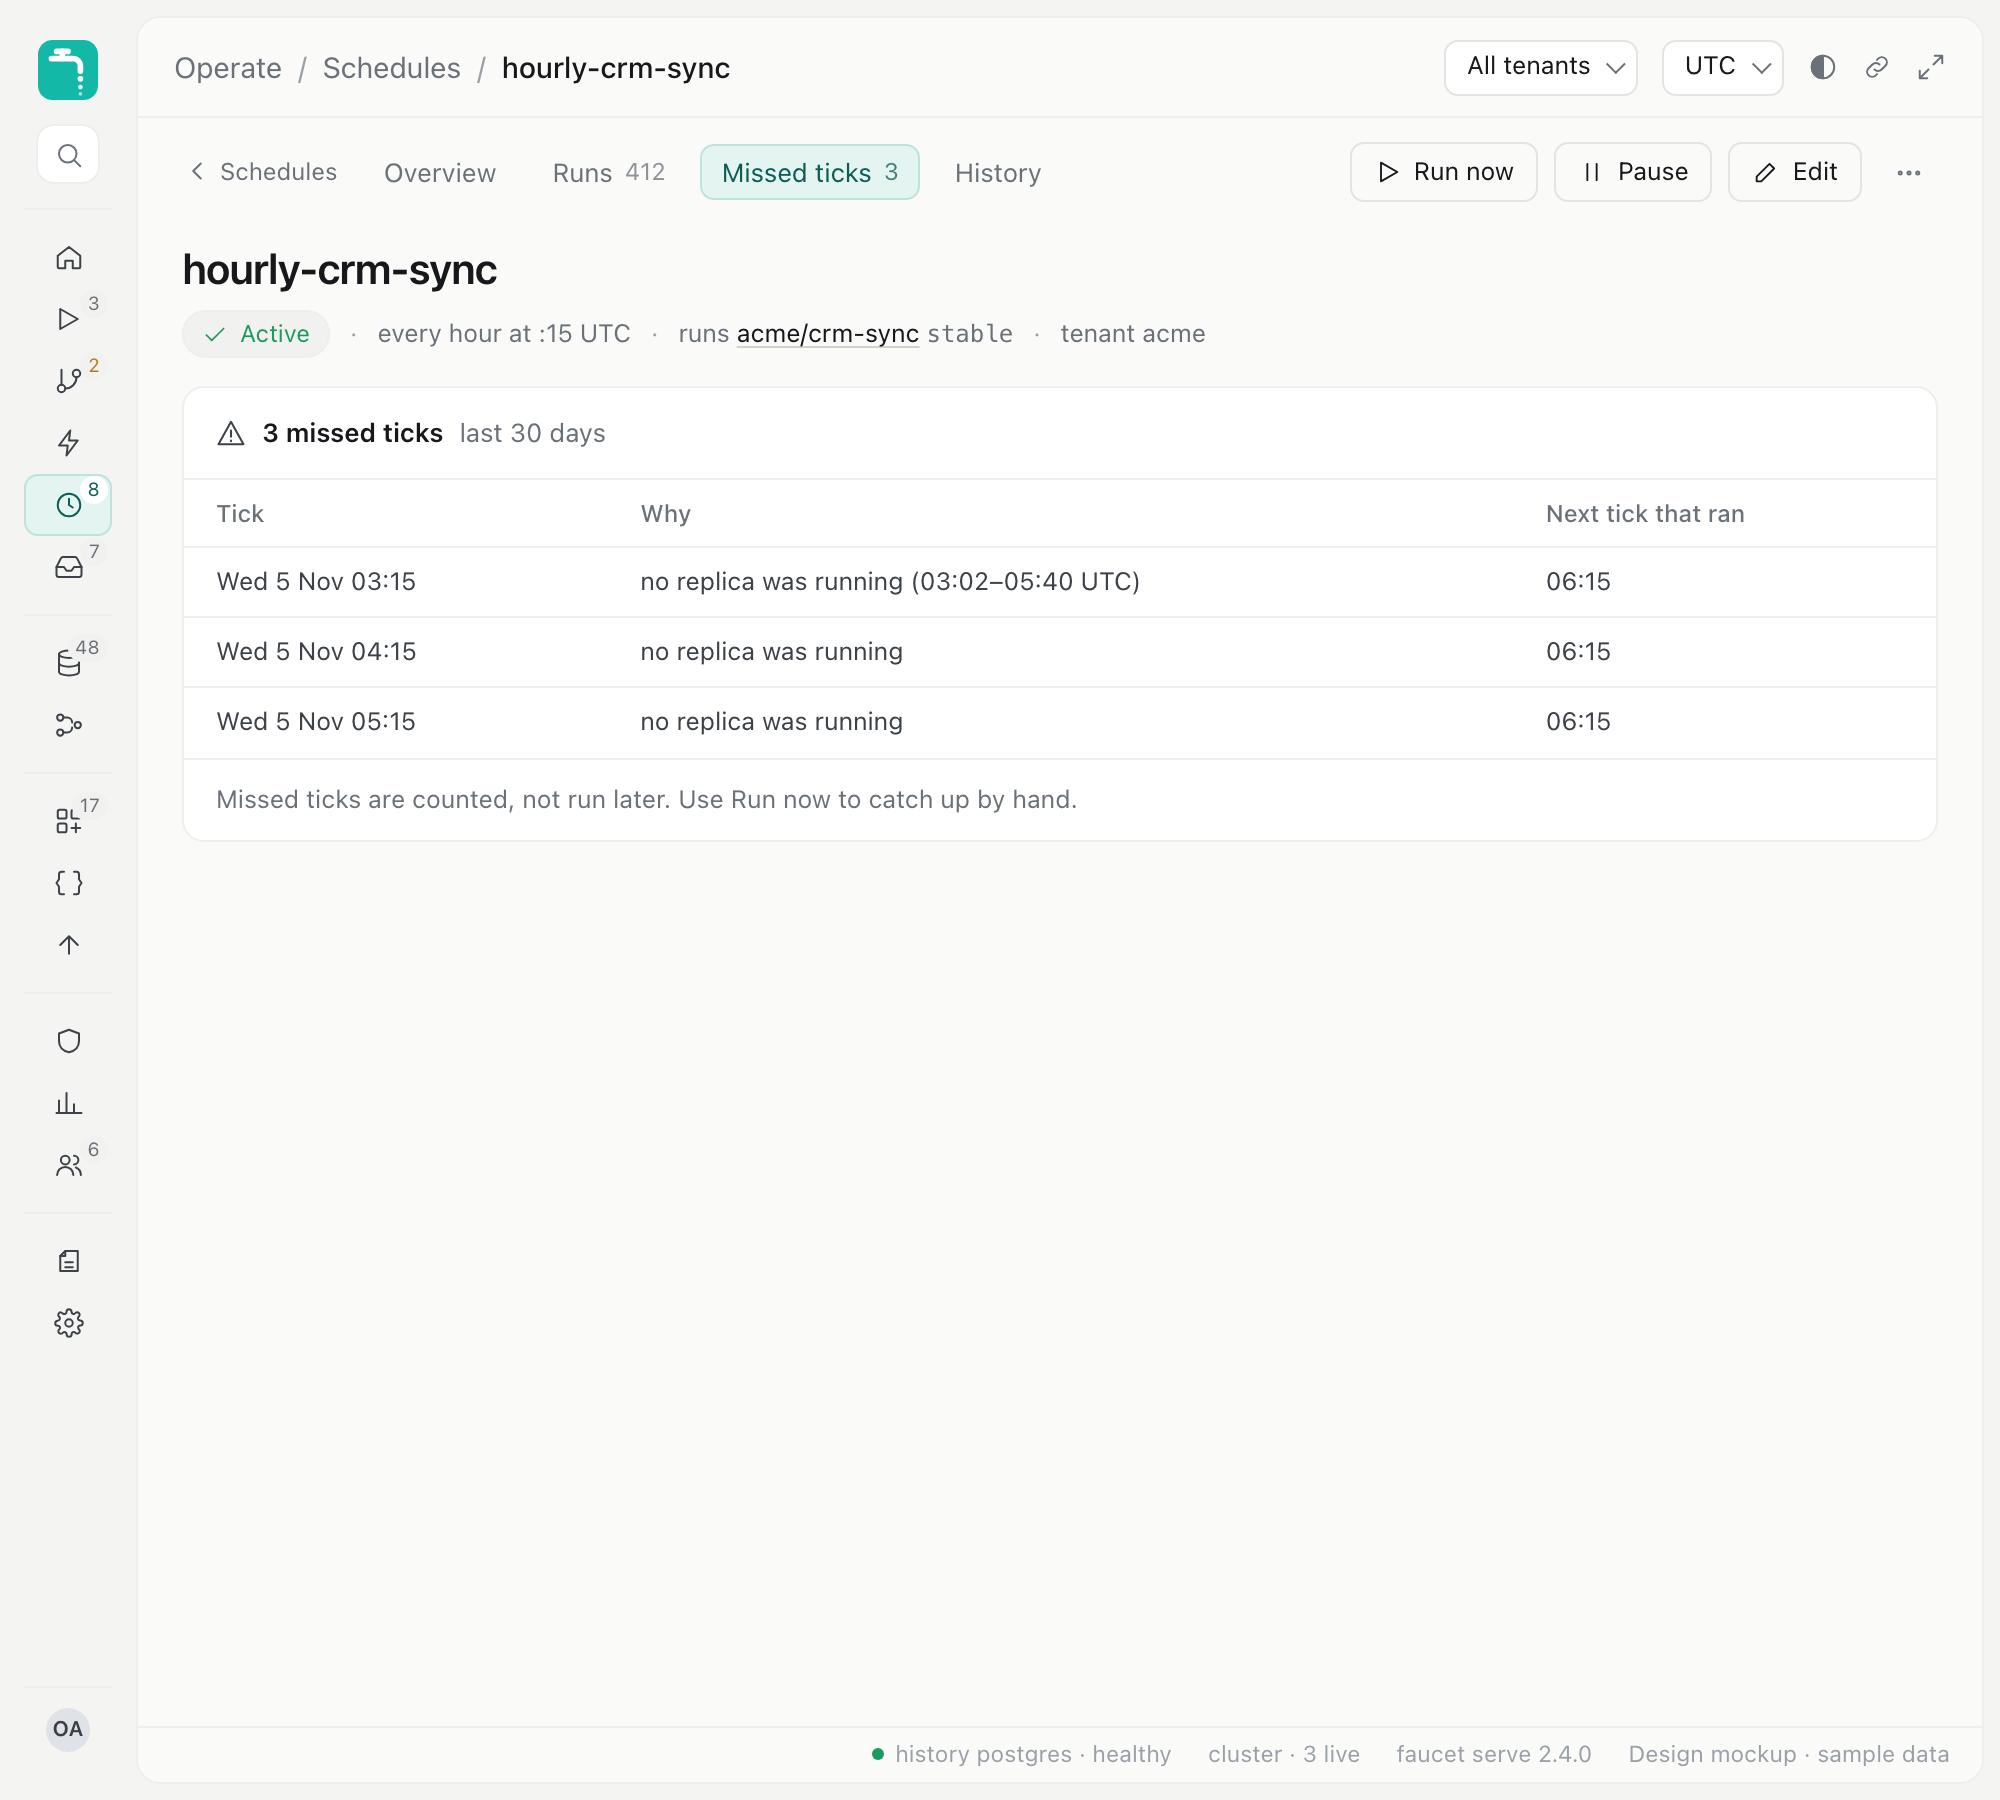 Operate / Schedules / hourly-crm-sync
All tenants
UTC
Schedules
Overview
Runs 412
Missed ticks 3
History
Run now
Pause
Edit
3
2
8
7
48
17
6
OA
hourly-crm-sync
Active · every hour at :15 UTC · runs acme/crm-sync stable · tenant acme
3 missed ticks last 30 days
Tick Why Next tick that ran
Wed 5 Nov 03:15 no replica was running (03:02–05:40 UTC) 06:15
Wed 5 Nov 04:15 no replica was running 06:15
Wed 5 Nov 05:15 no replica was running 06:15
Missed ticks are counted, not run later. Use Run now to catch up by hand.
history postgres · healthy cluster · 3 live faucet serve 2.4.0 Design mockup · sample data